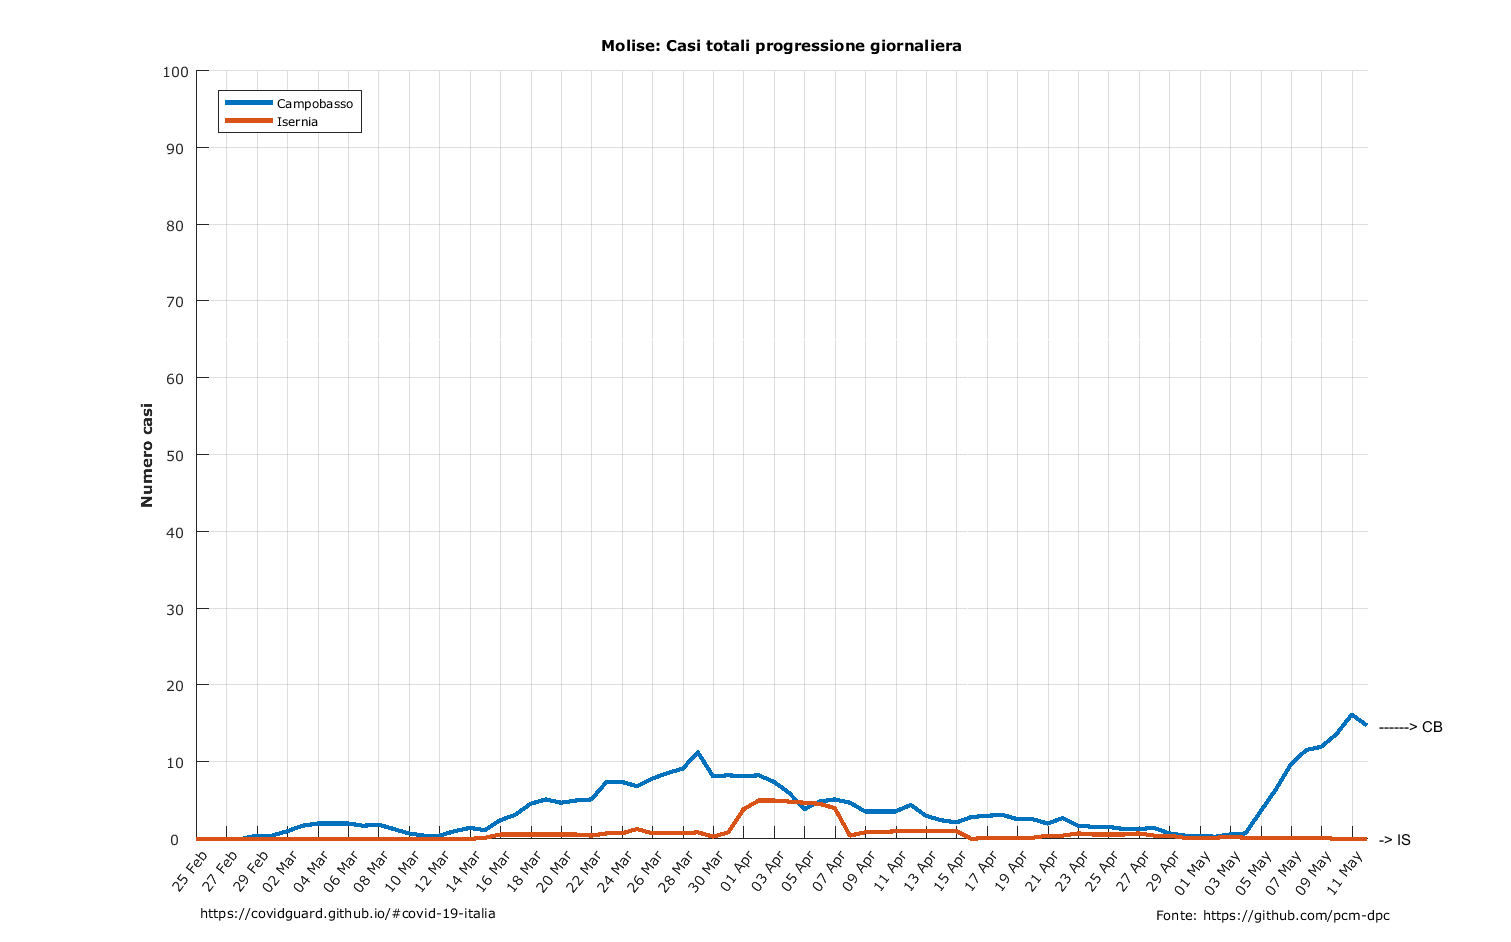 Molise: Casi totali progressione giornaliera
Campobasso
Isernia
Numero casi
100
90
80
70
60
50
40
30
20
10
0
------> CB
-> IS
25 Feb
27 Feb
29 Feb
02 Mar
04 Mar
06 Mar
08 Mar
10 Mar
12 Mar
14 Mar
16 Mar
18 Mar
20 Mar
22 Mar
24 Mar
26 Mar
28 Mar
30 Mar
01 Apr
03 Apr
05 Apr
07 Apr
09 Apr
11 Apr
13 Apr
15 Apr
17 Apr
19 Apr
21 Apr
23 Apr
25 Apr
27 Apr
29 Apr
01 May
03 May
05 May
07 May
09 May
11 May
https://covidguard.github.io/#covid-19-italia
Fonte: https://github.com/pcm-dpc